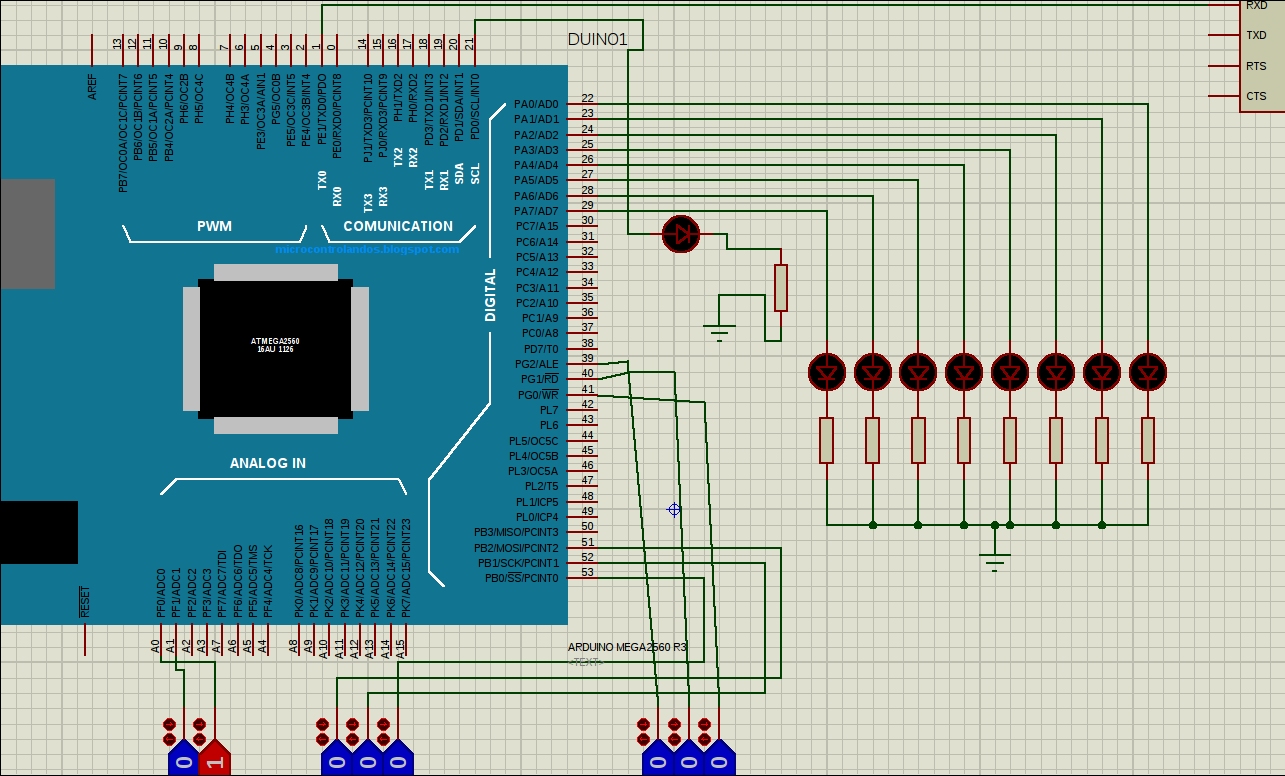 RXD
TXD
RTS
CTS
DUINO1
AREF
13
12
11
10
9
8
7
6
5
4
3
2
1
0
14
15
16
17
18
19
20
21
PB7/OC0A/OC1C/PCINT7
PB6/OC1B/PCINT6
PB5/OC1A/PCINT5
PB4/OC2A/PCINT4
PH6/OC2B
PH5/OC4C
PH4/OC4B
PH3/OC4A
PE3/OC3A/AIN1
PG5/OC0B
PE5/OC3C/INT5
PE4/OC3B/INT4
PE1/TXD0/PDO
PE0/RXD0/PCINT8
PJ1/TXD3/PCINT10
PJ0/RXD3/PCINT9
PH1/TXD2
PH0/RXD2
PD3/TXD1/INT3
PD2/RXD1/INT2
PD1/SDA/INT1
PD0/SCL/INT0
TX0
RX0
TX3
RX3
TX2
RX2
TX1
RX1
SDA
SCL
PWM
COMUNICATION
microcontrolandos.blogspot.com
ATMEGA2560
16AU 1126
DIGITAL
ANALOG IN
PA0/AD0 22
PA1/AD1 23
PA2/AD2 24
PA3/AD3 25
PA4/AD4 26
PA5/AD5 27
PA6/AD6 28
PA7/AD7 29
PC7/A15 30
PC6/A14 31
PC5/A13 32
PC4/A12 33
PC3/A11 34
PC2/A10 35
PC1/A9 36
PC0/A8 37
PD7/T0 38
PG2/ALE 39
PG1/RD 40
PG0/WR 41
PL7 42
PL6 43
PL5/OC5C 44
PL4/OC5B 45
PL3/OC5A 46
PL2/T5 47
PL1/ICP5 48
PL0/ICP4 49
PB3/MISO/PCINT3 50
PB2/MOSI/PCINT2 51
PB1/SCK/PCINT1 52
PB0/SS/PCINT0 53
RESET
PF0/ADC0
PF1/ADC1
PF2/ADC2
PF3/ADC3
PF7/ADC7/TDI
PF6/ADC6/TDO
PF5/ADC5/TMS
PF4/ADC4/TCK
PK0/ADC8/PCINT16
PK1/ADC9/PCINT17
PK2/ADC10/PCINT18
PK3/ADC11/PCINT19
PK4/ADC12/PCINT20
PK5/ADC13/PCINT21
PK6/ADC14/PCINT22
PK7/ADC15/PCINT23
A0
A1
A2
A3
A7
A6
A5
A4
A8
A9
A10
A11
A12
A13
A14
A15
ARDUINO MEGA2560 R3
<TEXT>
0
1
0
0
0
0
0
0